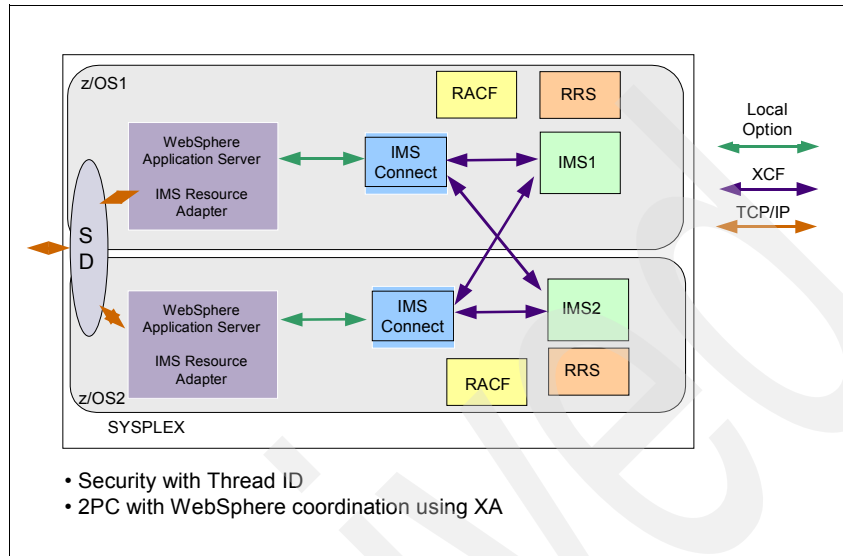 z/OS1
RACF
RRS
WebSphere
Application Server
IMS Resource
Adapter
IMS
Connect
IMS1
Local
Option
XCF
TCP/IP
S
D
WebSphere
Application Server
IMS Resource
Adapter
IMS
Connect
IMS2
RACF
RRS
z/OS2
SYSPLEX
• Security with Thread ID
• 2PC with WebSphere coordination using XA